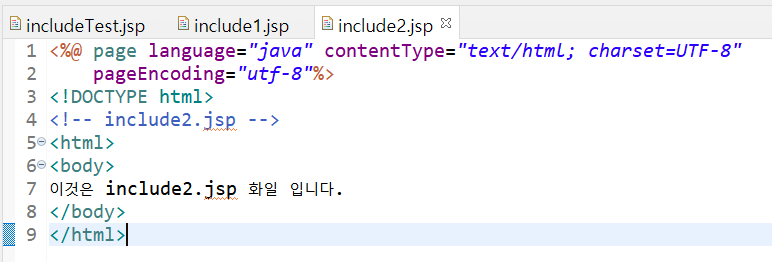 includeTest.jsp include1.jsp include2.jsp
1 <%@ page language="java" contentType="text/html; charset=UTF-8"
2 pageEncoding="utf-8"%>
3 <!DOCTYPE html>
4 <!-- include2.jsp -->
5 <html>
6 <body>
7 이것은 include2.jsp 화일 입니다.
8 </body>
9 </html>